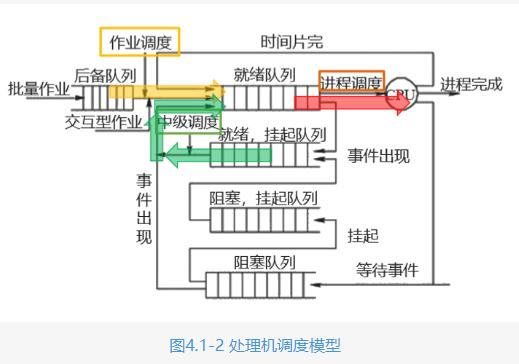 作业调度
时间片完
后备队列
就绪队列
进程调度
批量作业
CPU
进程完成
交互型作业
中级调度
就绪，挂起队列
事件出现
事件出现
阻塞，挂起队列
挂起
阻塞队列
等待事件
图4.1-2 处理机调度模型